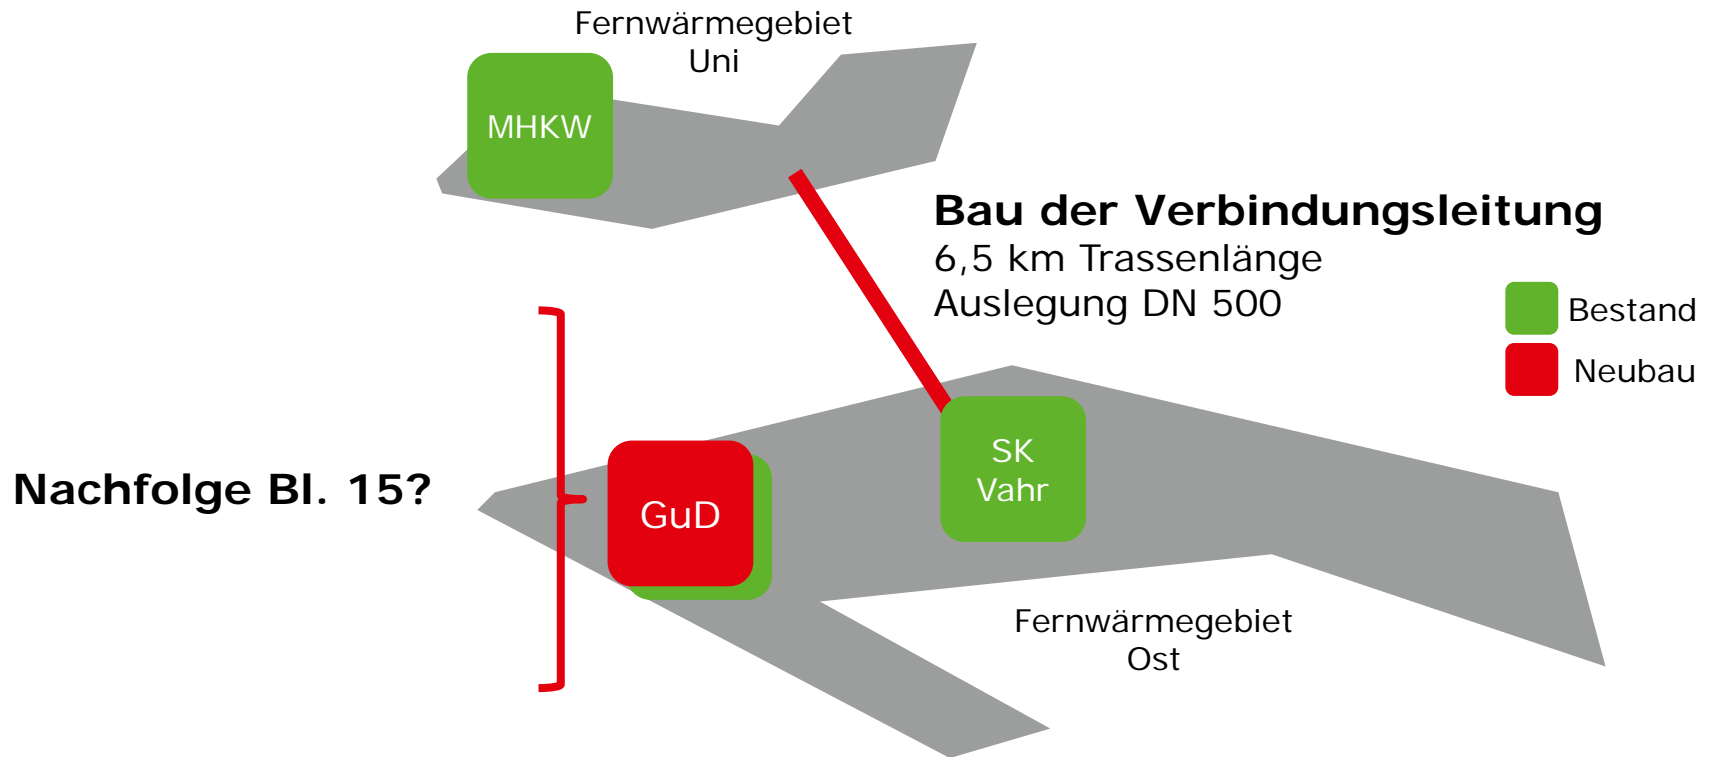 Fernwärmegebiet
Uni
MHKW
Bau der Verbindungsleitung
6,5 km Trassenlänge
Auslegung DN 500
Bestand
Neubau
Nachfolge Bl. 15?
GuD
SK
Vahr
Fernwärmegebiet
Ost